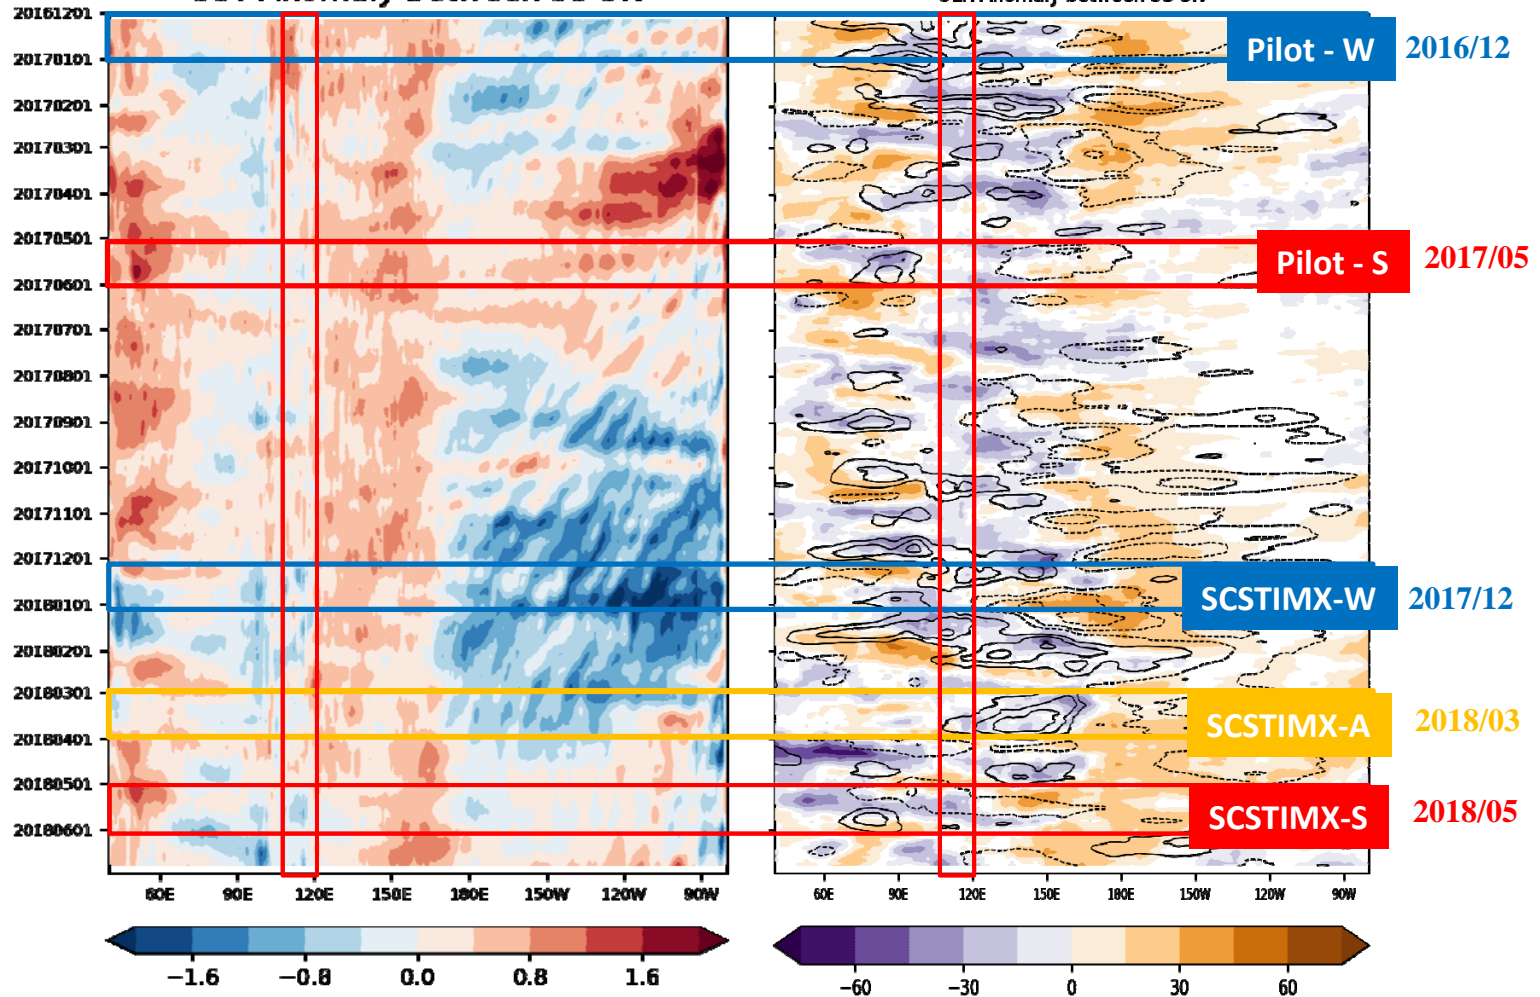 20161201
20170101
20170201
20170301
20170401
20170501
20170601
20170701
20170801
20170901
20171001
20171101
20171201
20180101
20180201
20180301
20180401
20180501
20180601
60E 90E 120E 150E 180E 150W 120W 90W
−1.6 −0.8 0.0 0.8 1.6
60E 90E 120E 150E 180E 150W 120W 90W
−60 −30 0 30 60
Pilot - W 2016/12
Pilot - S 2017/05
SCSTIMX-W 2017/12
SCSTIMX-A 2018/03
SCSTIMX-S 2018/05